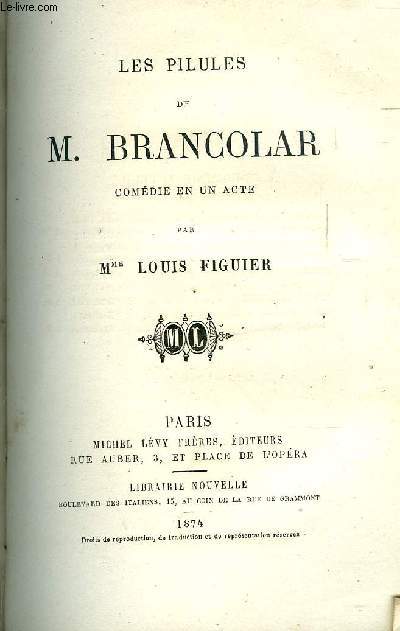 Le-livre.com
LES PILULES
DE
M. BRANCOLAR
COMÉDIE EN UN ACTE
PAR
Mme LOUIS FIGUIER
M L
PARIS
MICHEL LÉVY FRÈRES, ÉDITEURS
RUE AUBER, 3, ET PLACE DE L'OPÉRA
LIBRAIRIE NOUVELLE
BOULEVARD DES ITALIENS, 15, AU COIN DE LA RUE DE GRAMMONT
1874
Droits de reproduction, de traduction et de représentation réservés